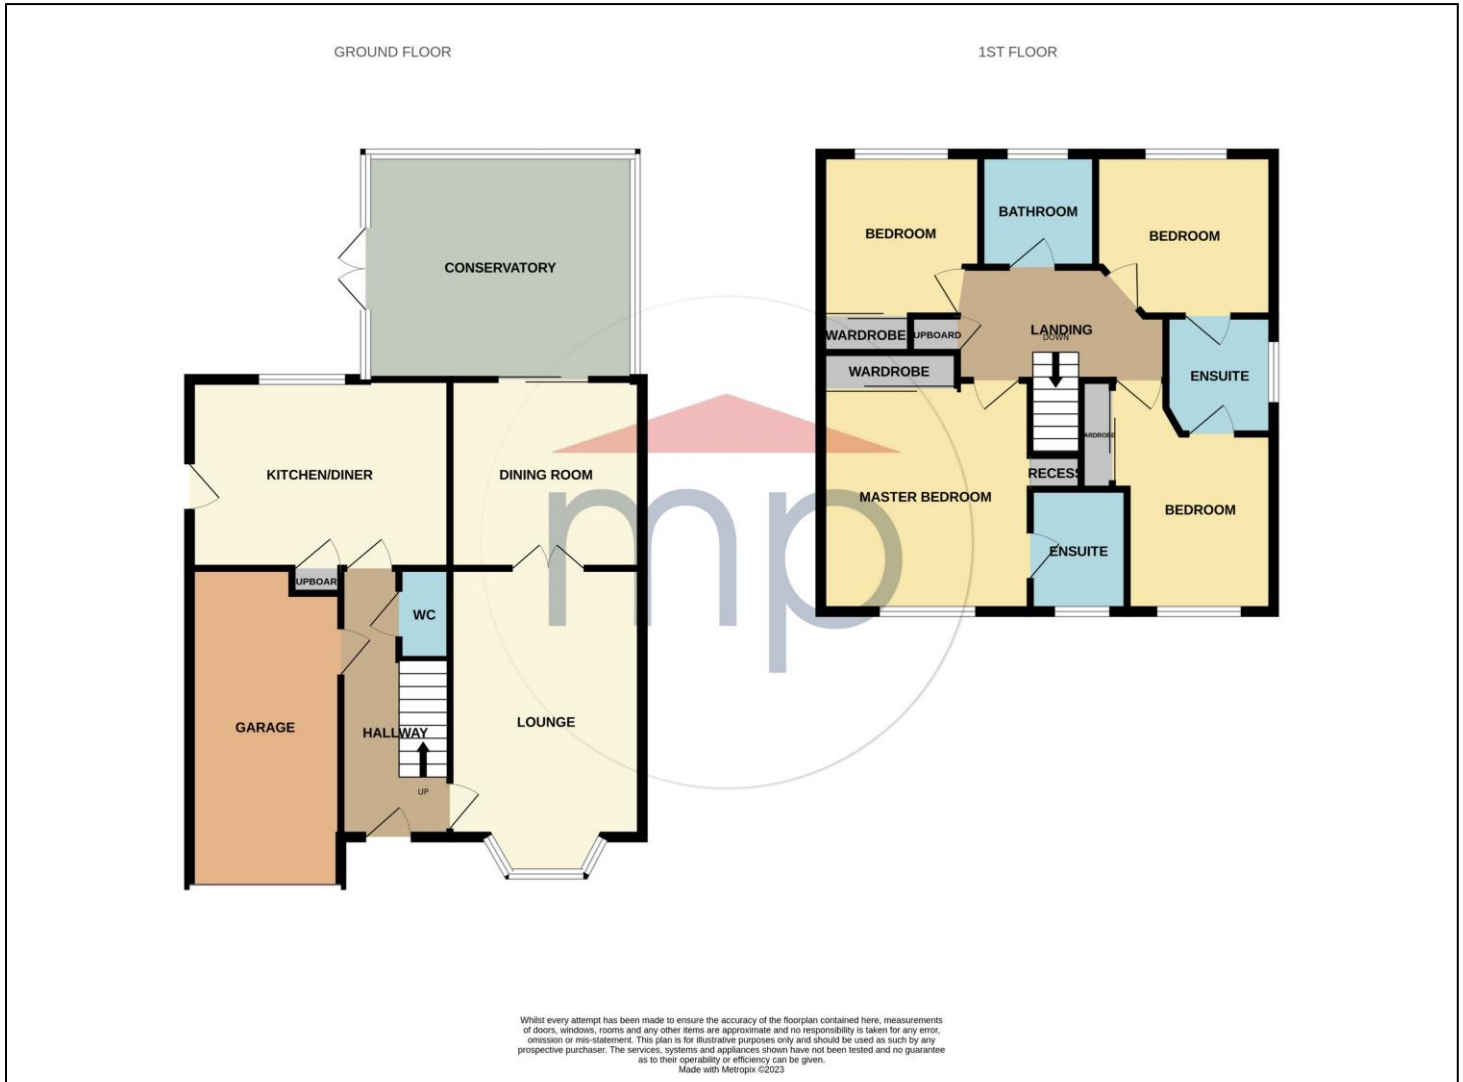 GROUND FLOOR
1ST FLOOR
CONSERVATORY
KITCHEN/DINER
DINING ROOM
UPBOAR
WC
GARAGE
HALLWAY
LOUNGE
UP
BEDROOM
BATHROOM
BEDROOM
WARDROBE
UPBOARD
LANDING
DOWN
WARDROBE
ENSUITE
ARDROBE
RECESS
MASTER BEDROOM
BEDROOM
ENSUITE
mp
Whilst every attempt has been made to ensure the accuracy of the floorplan contained here, measurements
of doors, windows, rooms and any other items are approximate and no responsibility is taken for any error,
omission or mis-statement. This plan is for illustrative purposes only and should be used as such by any
prospective purchaser. The services, systems and appliances shown have not been tested and no guarantee
as to their operability or efficiency can be given.
Made with Metropix ©2023